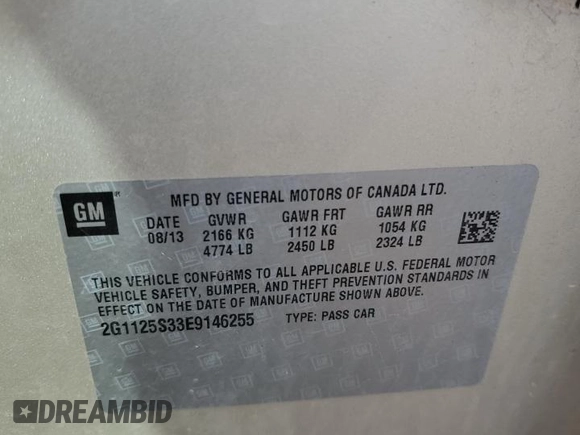 GM
MFD BY GENERAL MOTORS OF CANADA LTD.
DATE GVWR GAWR FRT GAWR RR
08/13 2166 KG 1112 KG 1054 KG
4774 LB 2450 LB 2324 LB
THIS VEHICLE CONFORMS TO ALL APPLICABLE U.S. FEDERAL MOTOR
VEHICLE SAFETY, BUMPER, AND THEFT PREVENTION STANDARDS IN
EFFECT ON THE DATE OF MANUFACTURE SHOWN ABOVE.
2G1125S33E9146255 TYPE: PASS CAR
DREAMBID